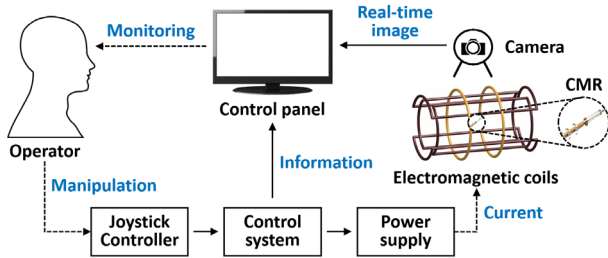 Monitoring
Real-time
image
Camera
CMR
Control panel
Operator
Information
Electromagnetic coils
Manipulation
Current
Joystick
Controller
Control
system
Power
supply